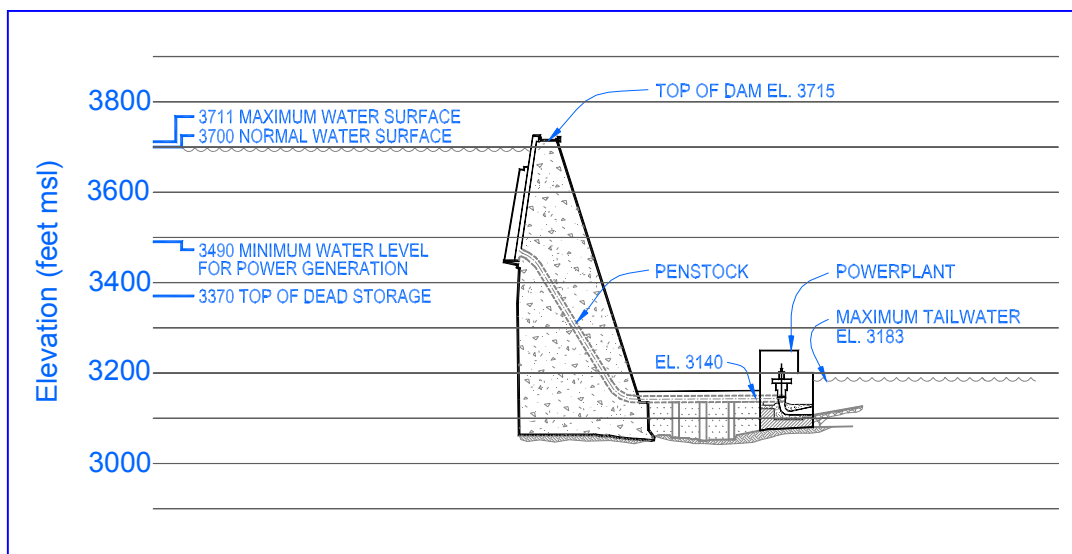 Elevation (feet msl)
3800
3600
3400
3200
3000
3711 MAXIMUM WATER SURFACE
3700 NORMAL WATER SURFACE
3490 MINIMUM WATER LEVEL
FOR POWER GENERATION
3370 TOP OF DEAD STORAGE
TOP OF DAM EL. 3715
PENSTOCK
POWERPLANT
MAXIMUM TAILWATER
EL. 3183
EL. 3140